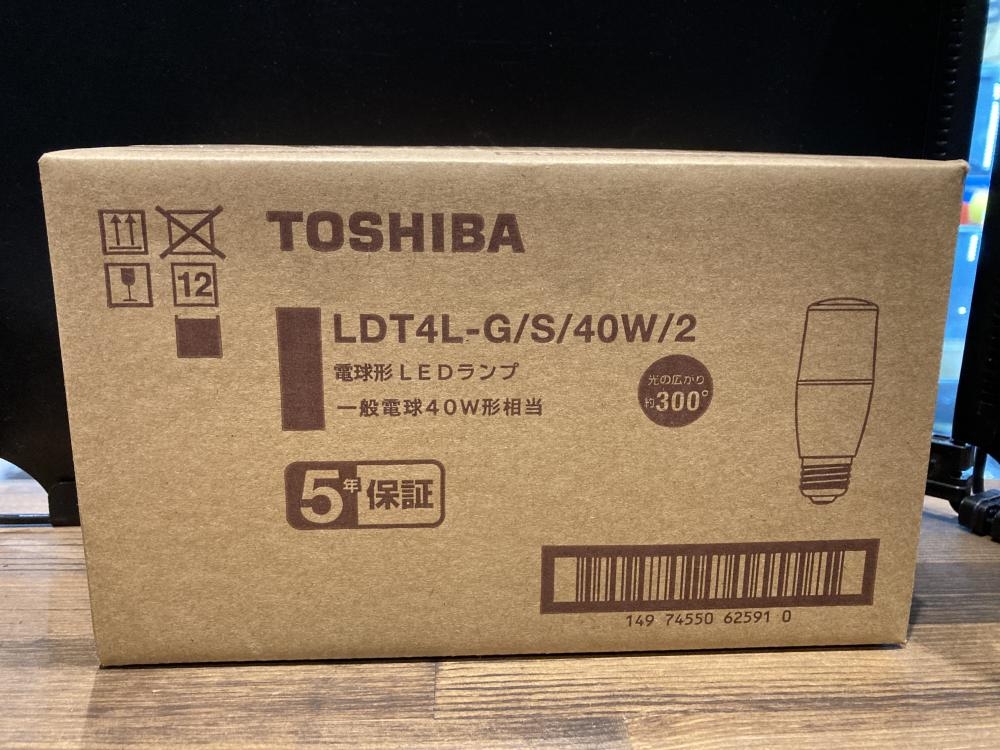 TOSHIBA
12
LDT4L-G/S/40W/2
電球形LEDランプ
一般電球40W形相当
光の広がり
約300°
5年保証
149 74550 62591 0